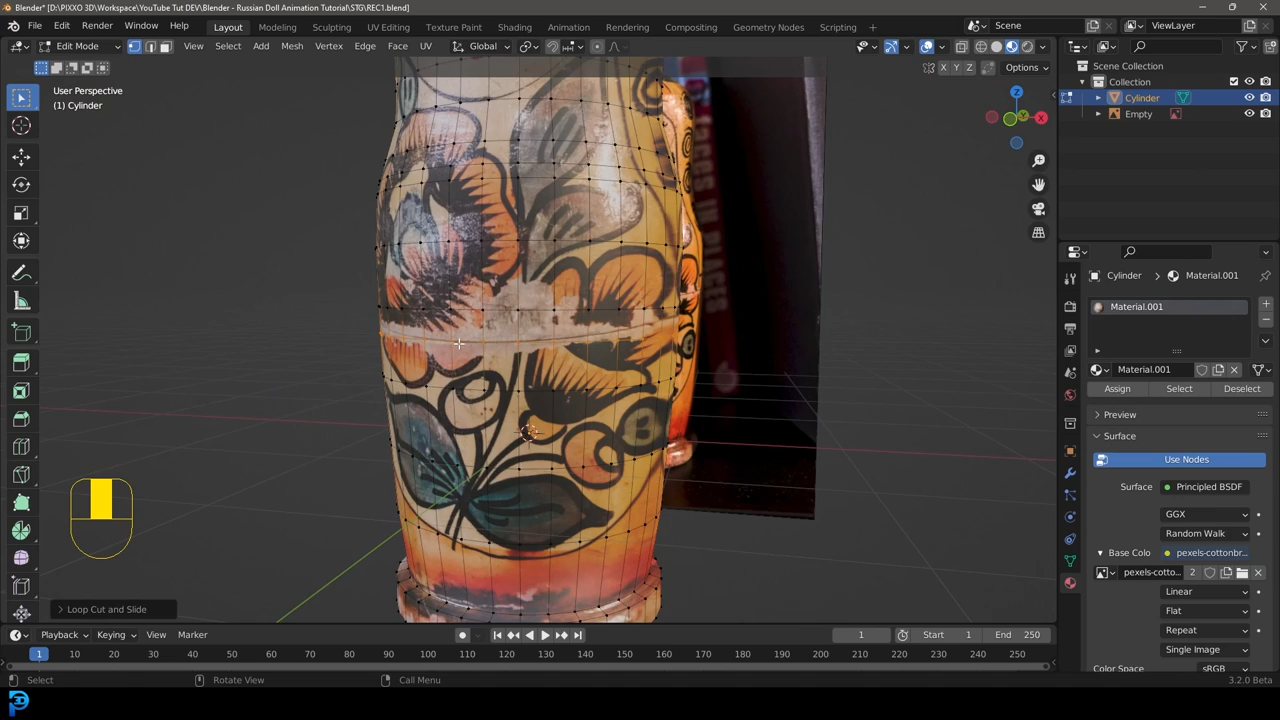 Blender* [D:\PIXXO 3D\Workspace\YouTube Tut DEV\Blender - Russian Doll Animation Tutorial\STG\REC1.blend]
File Edit Render Window Help Layout Modeling Sculpting UV Editing Texture Paint Shading Animation Rendering Compositing Geometry Nodes Scripting Scene ViewLayer
Edit Mode View Select Add Mesh Vertex Edge Face UV Global
X Y Z Options
User Perspective
(1) Cylinder
Z
X
Scene Collection
Collection
Cylinder
Empty
Cylinder > Material.001
Material.001
Material.001
Assign Select Deselect
Preview
Surface
Use Nodes
Surface Principled BSDF
GGX
Random Walk
Base Colo pexels-cottonbr...
pexels-cotto... 2
Linear
Flat
Repeat
Single Image
Color Space sRGB
Loop Cut and Slide
Playback Keying View Marker 1 Start 1 End 250
1 10 20 30 40 50 60 70 80 90 100 110 120 130 140 150 160 170 180 190 200 210 220 230 240 250
Select Rotate View Call Menu 3.2.0 Beta